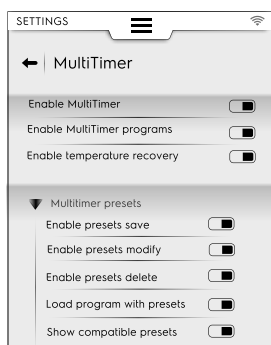 SETTINGS
MultiTimer
Enable MultiTimer
Enable MultiTimer programs
Enable temperature recovery
Multitimer presets
Enable presets save
Enable presets modify
Enable presets delete
Load program with presets
Show compatible presets